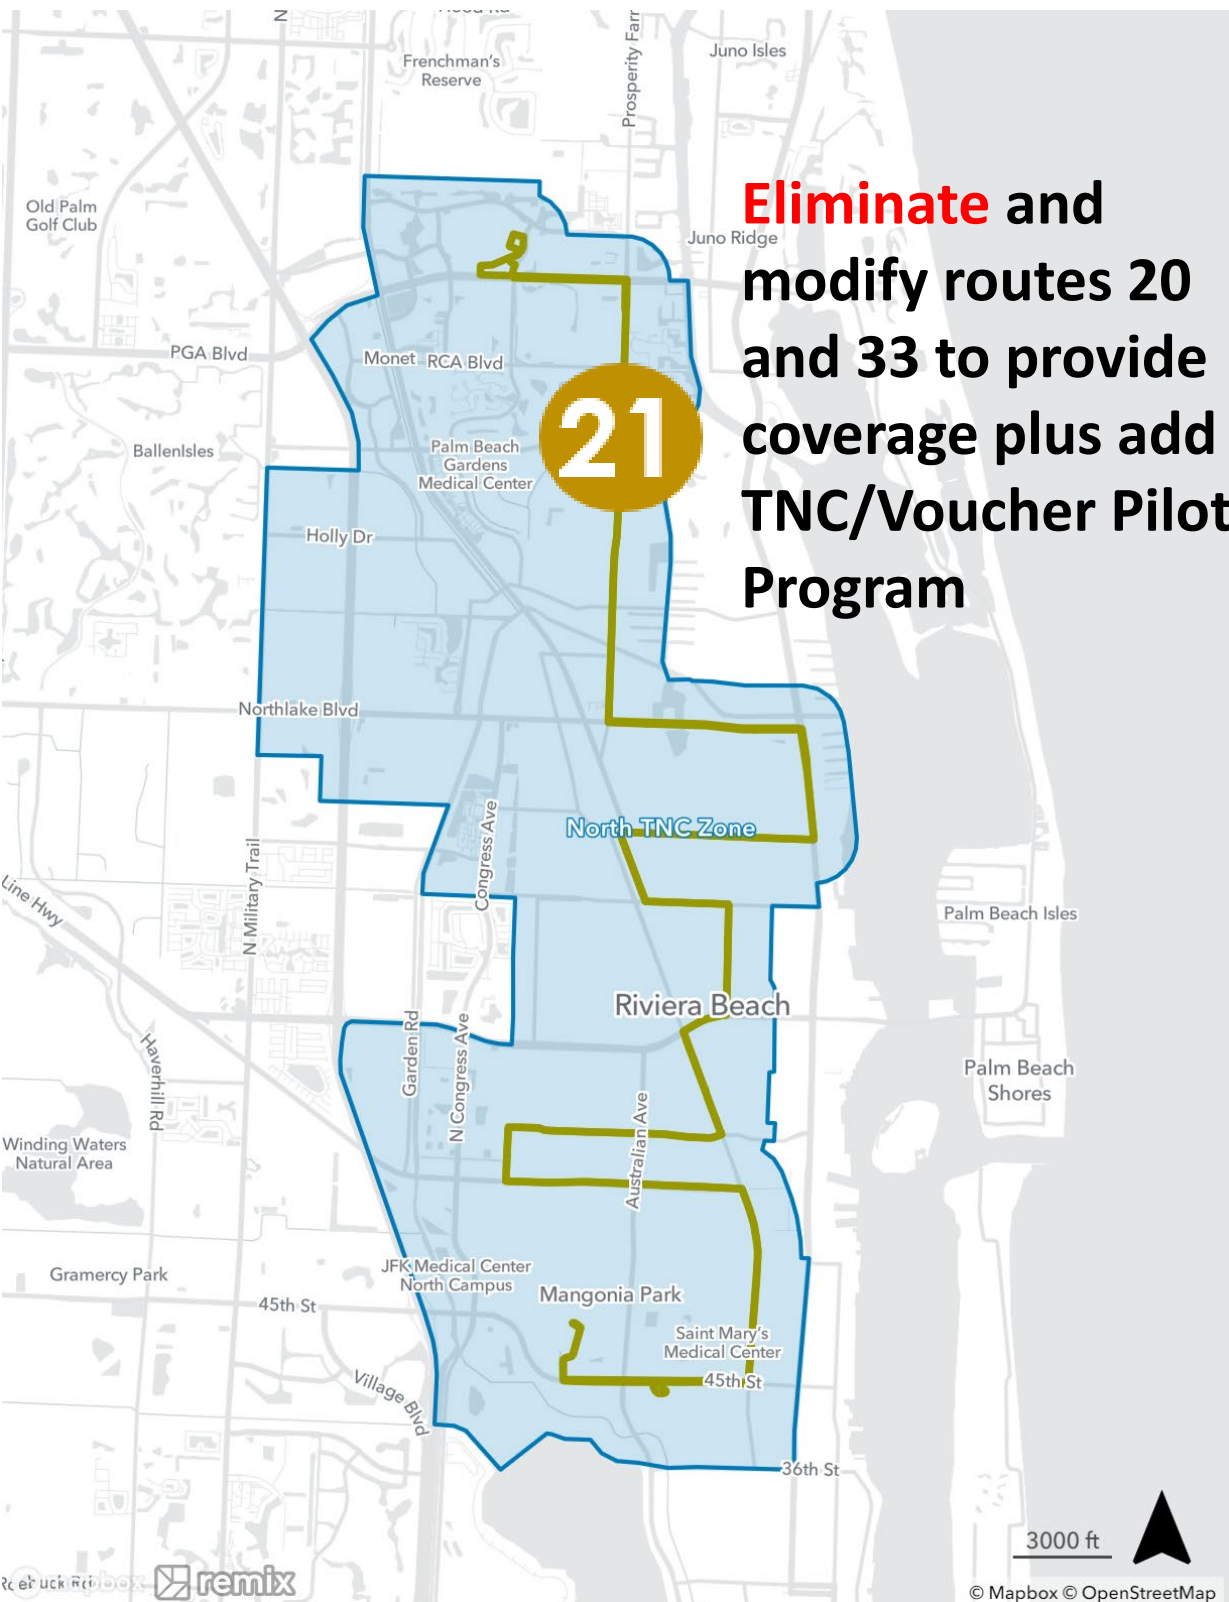 Frenchman's
Reserve
Juno Isles
Prosperity Farr
N
Old Palm
Golf Club
Eliminate and
modify routes 20
and 33 to provide
coverage plus add
TNC/Voucher Pilot
Program
Juno Ridge
PGA Blvd
Monet
RCA Blvd
21
BallenIsles
Palm Beach
Gardens
Medical Center
Holly Dr
Northlake Blvd
North TNC Zone
Congress Ave
N Military Trail
Line Hwy
Palm Beach Isles
Riviera Beach
Garden Rd
N Congress Ave
Haverhill Rd
Palm Beach
Shores
Australian Ave
Winding Waters
Natural Area
JFK Medical Center
North Campus
Gramercy Park
Mangonia Park
45th St
Saint Mary's
Medical Center
45th St
Village Blvd
36th St
3000 ft
mapbox
remix
© Mapbox © OpenStreetMap